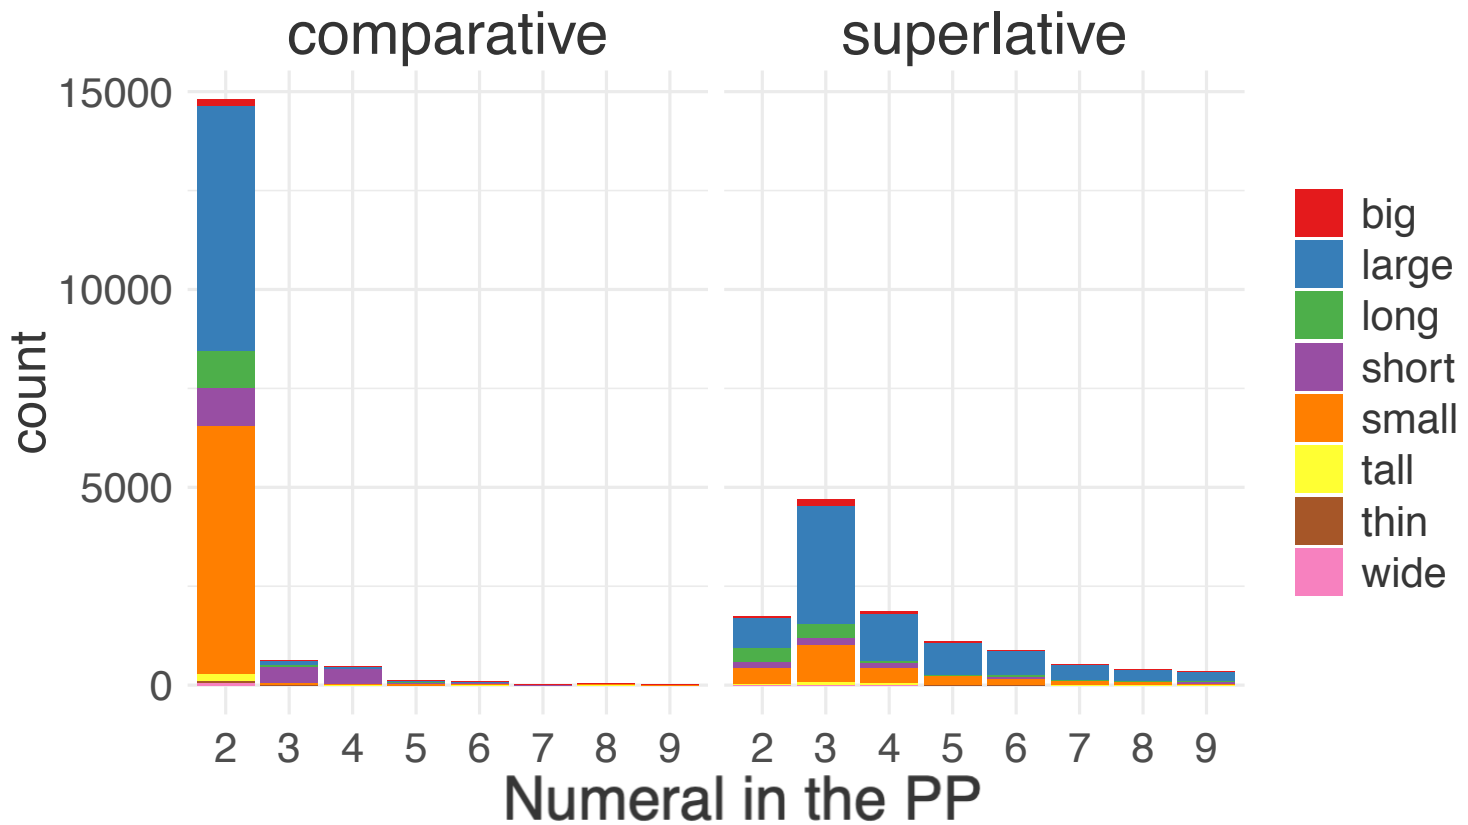 comparative superlative
15000
10000
5000
0
count
2 3 4 5 6 7 8 9 2 3 4 5 6 7 8 9
Numeral in the PP
big
large
long
short
small
tall
thin
wide